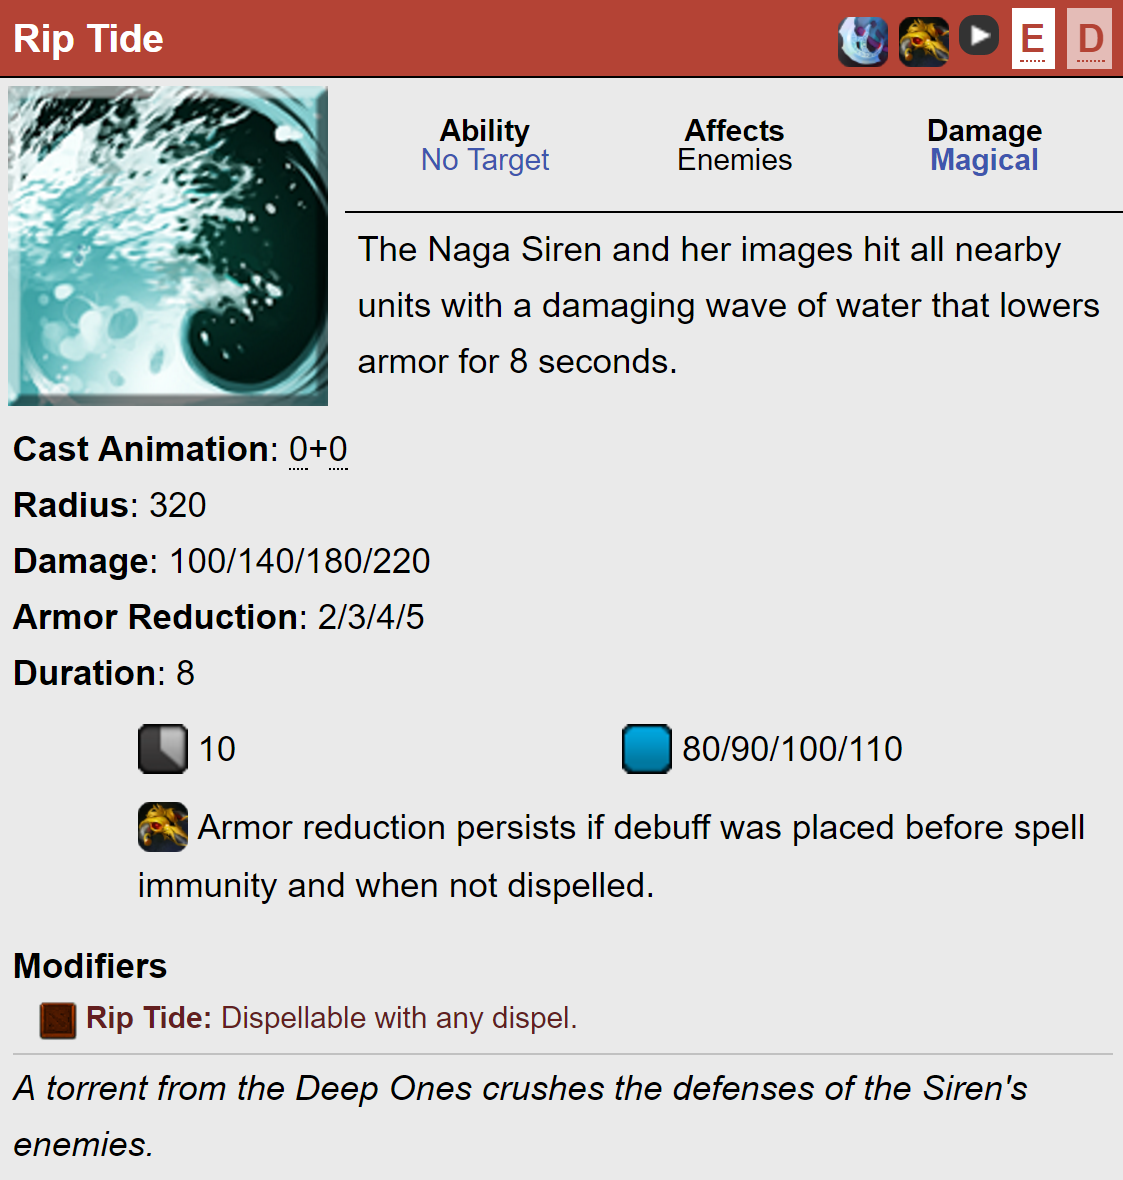 Rip Tide
E
D
Ability
No Target
Affects
Enemies
Damage
Magical
The Naga Siren and her images hit all nearby
units with a damaging wave of water that lowers
armor for 8 seconds.
Cast Animation: 0+0
Radius: 320
Damage: 100/140/180/220
Armor Reduction: 2/3/4/5
Duration: 8
10
80/90/100/110
Armor reduction persists if debuff was placed before spell
immunity and when not dispelled.
Modifiers
Rip Tide: Dispellable with any dispel.
A torrent from the Deep Ones crushes the defenses of the Siren's
enemies.